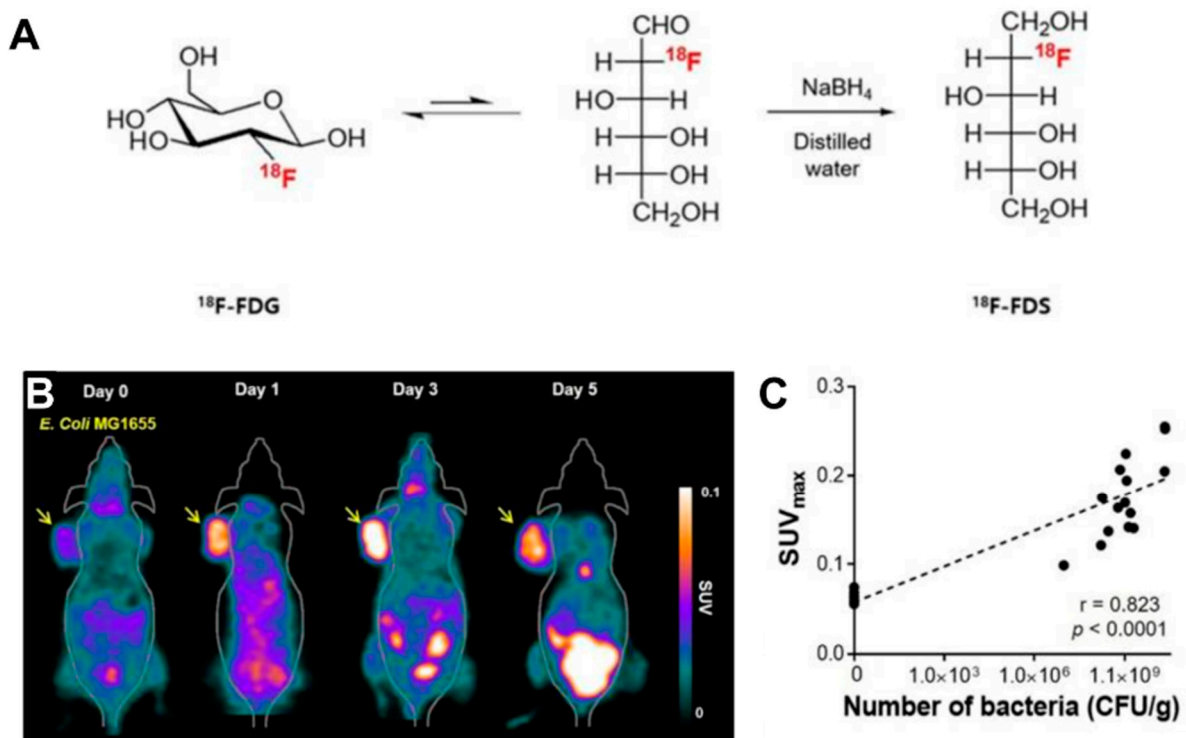 A
OH
HO
HO
O
OH
¹⁸F
CHO
H
¹⁸F
HO
H
H
OH
H
OH
CH₂OH
NaBH₄
Distilled
water
CH₂OH
H
¹⁸F
HO
H
H
OH
H
OH
CH₂OH
¹⁸F-FDG
¹⁸F-FDS
B
Day 0
Day 1
Day 3
Day 5
E. Coli MG1655
0.1
SUV
0
C
0.3
0.2
0.1
0.0
SUVmax
r = 0.823
p < 0.0001
0
1.0×10³
1.0×10⁶
1.1×10⁹
Number of bacteria (CFU/g)